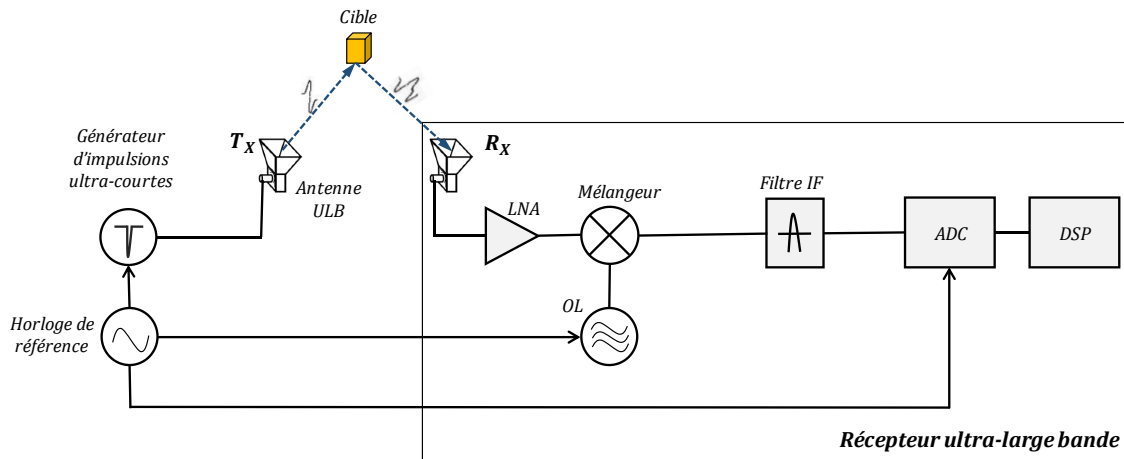 Cible
Générateur
d'impulsions
ultra-courtes
T_X
R_X
Antenne
ULB
LNA
Mélangeur
Filtre IF
ADC
DSP
OL
Horloge de
référence
Récepteur ultra-large bande